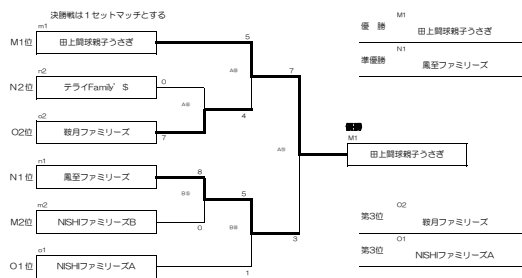 決勝戦は１セットマッチとする
m1
M1位 田上間球親子うさぎ
n2
N2位 テライFamily’S
o2
O2位 鞍月ファミリーズ
n1
N1位 鳳至ファミリーズ
m2
M2位 NISHIファミリーズB
o1
O1位 NISHIファミリーズA
5
0
7
4
7
8
0
5
1
3
M1
田上間球親子うさぎ
M1
優 勝 田上間球親子うさぎ
N1
準優勝 鳳至ファミリーズ
O2
第3位 鞍月ファミリーズ
O1
第3位 NISHIファミリーズA